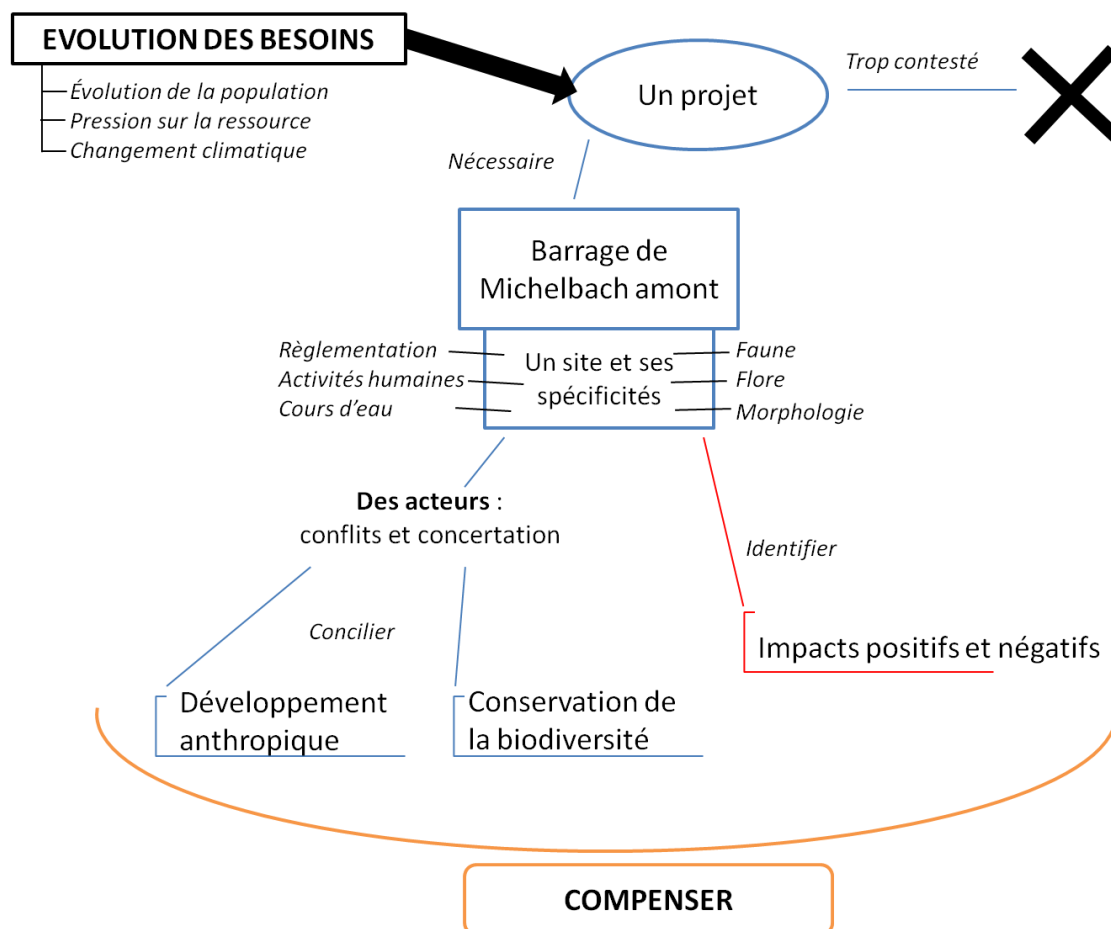 EVOLUTION DES BESOINS
Évolution de la population
Pression sur la ressource
Changement climatique
Un projet
Trop contesté
Nécessaire
Barrage de
Michelbach amont
Règlementation
Activités humaines
Cours d'eau
Un site et ses
spécificités
Faune
Flore
Morphologie
Des acteurs :
conflits et concertation
Identifier
Concilier
Impacts positifs et négatifs
Développement
anthropique
Conservation de
la biodiversité
COMPENSER